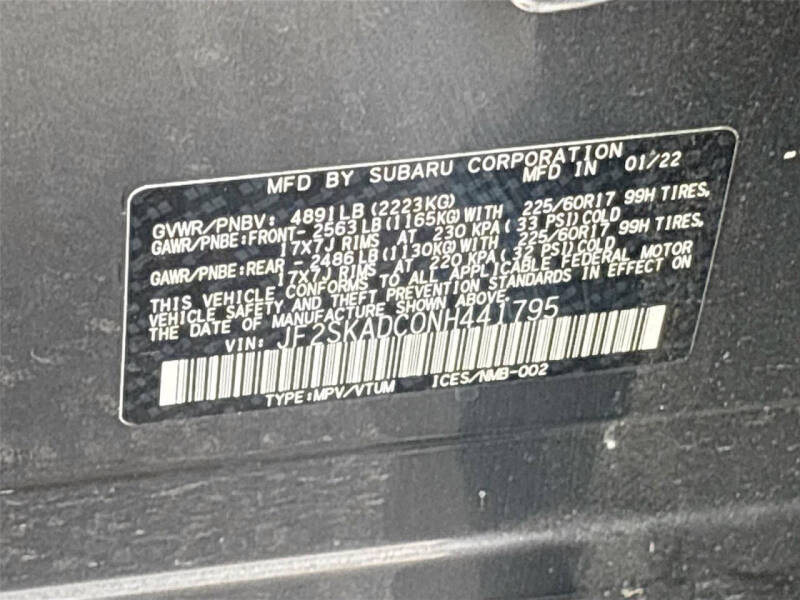 MFD BY SUBARU CORPORATION
MFD IN 01/22
GVWR/PNBV: 4891LB(2223KG)
GAWR/PNBE:FRONT- 2563LB(1165KG)WITH 225/60R17 99H TIRES,
17X7J RIMS AT 230 KPA( 33 PSI)COLD
GAWR/PNBE:REAR - 2486LB(1130KG)WITH 225/60R17 99H TIRES,
17X7J RIMS AT 220 KPA( 32 PSI)COLD
THIS VEHICLE CONFORMS TO ALL APPLICABLE FEDERAL MOTOR
VEHICLE SAFETY AND THEFT PREVENTION STANDARDS IN EFFECT ON
THE DATE OF MANUFACTURE SHOWN ABOVE.
VIN: JF2SKADC0NH441795
TYPE:MPV/VTUM ICES/NMB-002